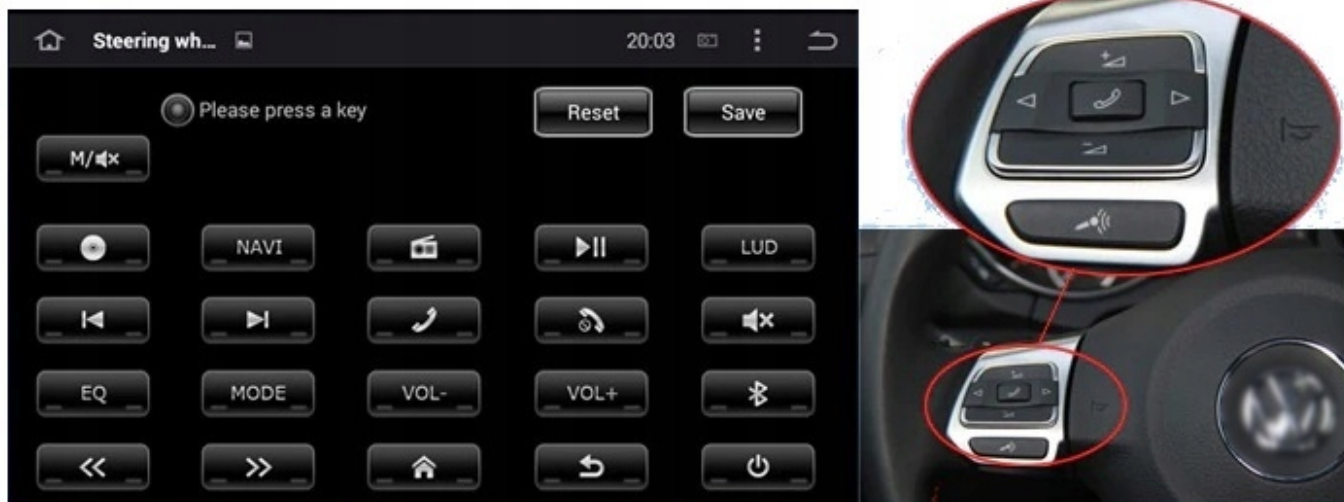 Steering wh... 20:03
Please press a key Reset Save
M/
NAVI LUD
EQ MODE VOL- VOL+